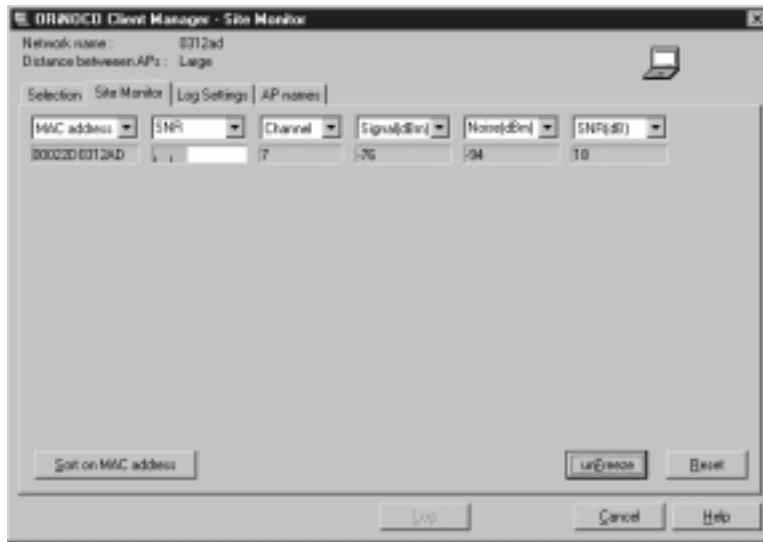 ORiNOCO Client Manager - Site Monitor
Network name : 0312ad
Distance between APs : Large
Selection Site Monitor Log Settings AP names
MAC address SNR Channel Signal(dBm) Noise(dBm) SNR(dB)
00022D 0312AD 7 -76 -94 18
Sort on MAC address unFreeze Reset
Log Cancel Help